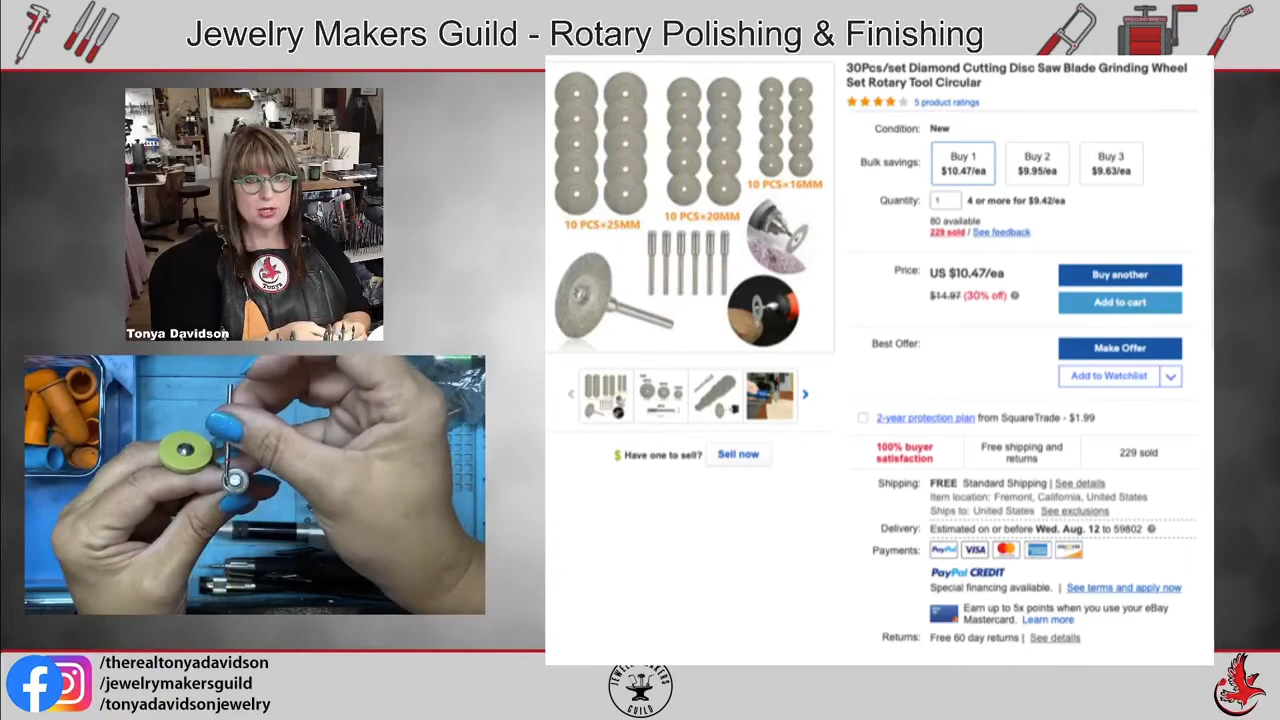 Jewelry Makers Guild - Rotary Polishing & Finishing
Tonya
Tonya Davidson
10 PCS×25MM
10 PCS×20MM
10 PCS×16MM
$ Have one to sell? Sell now
30Pcs/set Diamond Cutting Disc Saw Blade Grinding Wheel
Set Rotary Tool Circular
5 product ratings
Condition: New
Bulk savings:
Buy 1
$10.47/ea
Buy 2
$9.95/ea
Buy 3
$9.63/ea
Quantity: 1 4 or more for $9.42/ea
80 available
229 sold / See feedback
Price: US $10.47/ea
$14.97 (30% off)
Buy another
Add to cart
Best Offer:
Make Offer
Add to Watchlist
2-year protection plan from SquareTrade - $1.99
100% buyer
satisfaction
Free shipping and
returns
229 sold
Shipping: FREE Standard Shipping | See details
Item location: Fremont, California, United States
Ships to: United States See exclusions
Delivery: Estimated on or before Wed. Aug. 12 to 59802
Payments: PayPal VISA
PayPal CREDIT
Special financing available. | See terms and apply now
Earn up to 5x points when you use your eBay
Mastercard. Learn more
Returns: Free 60 day returns | See details
/therealtonyadavidson
/jewelrymakersguild
/tonyadavidsonjewelry
JEWELRY MAKERS
GUILD